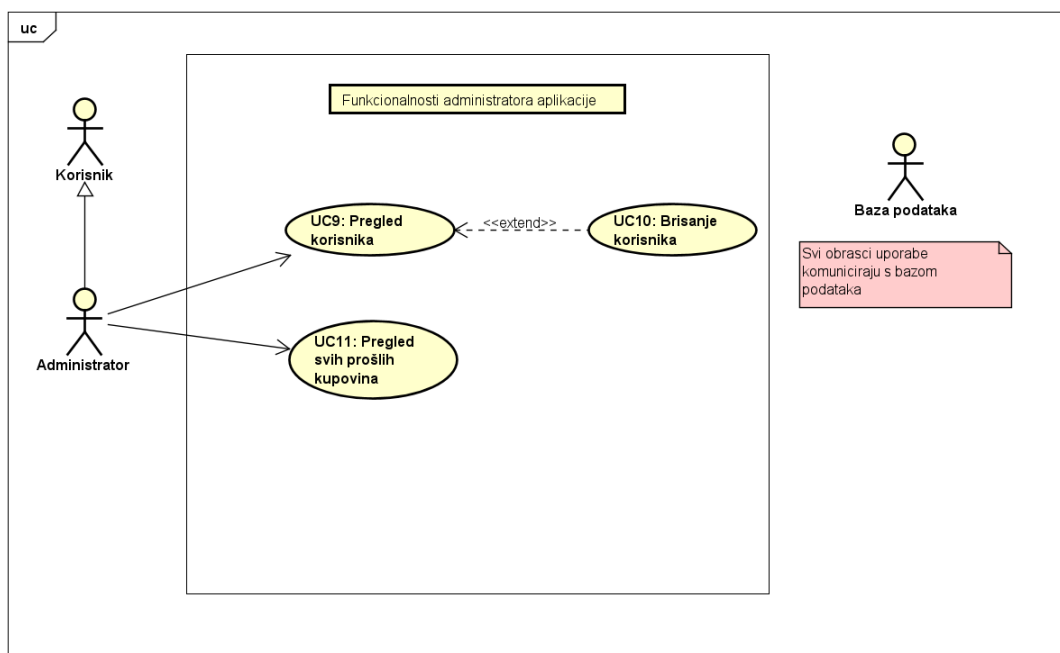 uc
Funkcionalnosti administratora aplikacije
Korisnik
Baza podataka
UC9: Pregled
korisnika
<<extend>>
UC10: Brisanje
korisnika
Svi obrasci uporabe
komuniciraju s bazom
podataka
Administrator
UC11: Pregled
svih prošlih
kupovina